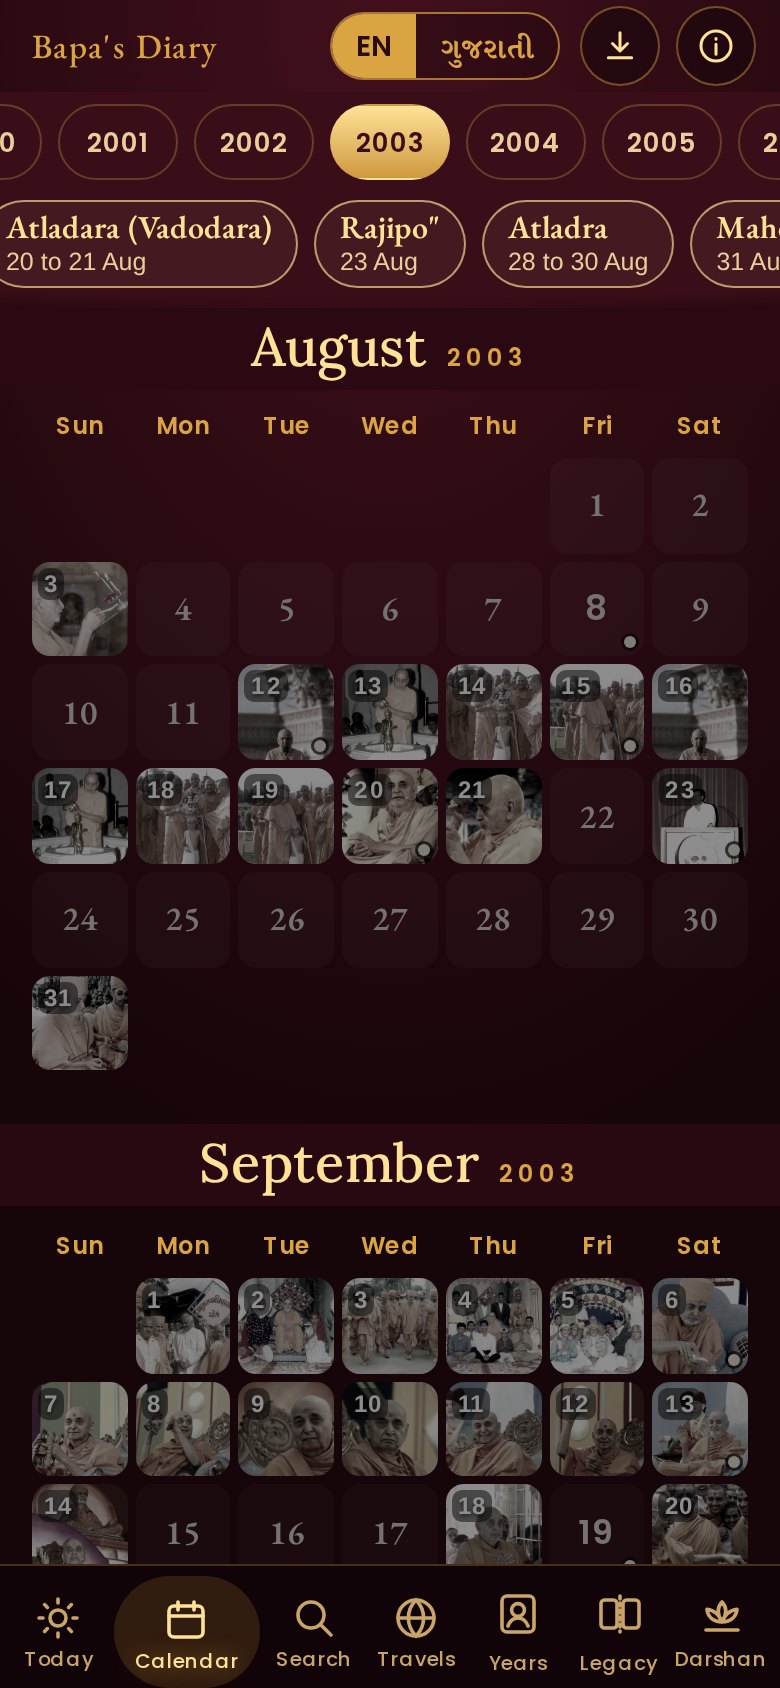 Bapa's Diary
EN ગુજરાતી
2001 2002 2003 2004 2005
Atladara (Vadodara) Rajipo" Atladra
20 to 21 Aug 23 Aug 28 to 30 Aug
August 2003
Sun Mon Tue Wed Thu Fri Sat
1 2
3 4 5 6 7 8 9
10 11 12 13 14 15 16
17 18 19 20 21 22 23
24 25 26 27 28 29 30
31
September 2003
Sun Mon Tue Wed Thu Fri Sat
1 2 3 4 5 6
7 8 9 10 11 12 13
14 15 16 17 18 19 20
Today Calendar Search Travels Years Legacy Darshan